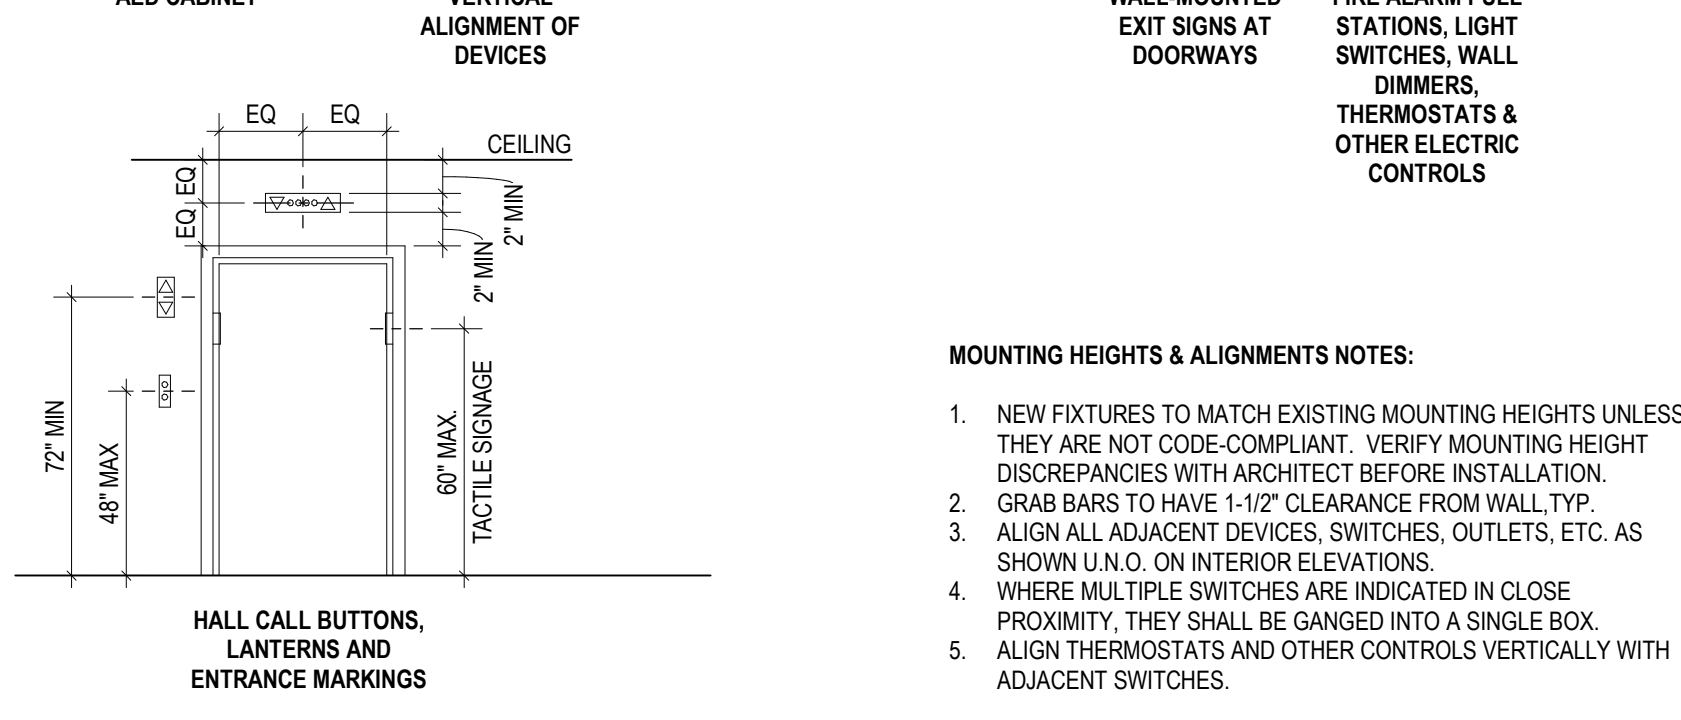 AED CABINET
VERTICAL
ALIGNMENT OF
DEVICES
WALL-MOUNTED
EXIT SIGNS AT
DOORWAYS
FIRE ALARM PULL
STATIONS, LIGHT
SWITCHES, WALL
DIMMERS,
THERMOSTATS &
OTHER ELECTRIC
CONTROLS
EQ
EQ
CEILING
EQ
EQ
2" MIN
2" MIN
72" MIN
48" MAX
60" MAX.
TACTILE SIGNAGE
HALL CALL BUTTONS,
LANTERNS AND
ENTRANCE MARKINGS
MOUNTING HEIGHTS & ALIGNMENTS NOTES:
1. NEW FIXTURES TO MATCH EXISTING MOUNTING HEIGHTS UNLESS
THEY ARE NOT CODE-COMPLIANT. VERIFY MOUNTING HEIGHT
DISCREPANCIES WITH ARCHITECT BEFORE INSTALLATION.
2. GRAB BARS TO HAVE 1-1/2" CLEARANCE FROM WALL,TYP.
3. ALIGN ALL ADJACENT DEVICES, SWITCHES, OUTLETS, ETC. AS
SHOWN U.N.O. ON INTERIOR ELEVATIONS.
4. WHERE MULTIPLE SWITCHES ARE INDICATED IN CLOSE
PROXIMITY, THEY SHALL BE GANGED INTO A SINGLE BOX.
5. ALIGN THERMOSTATS AND OTHER CONTROLS VERTICALLY WITH
ADJACENT SWITCHES.